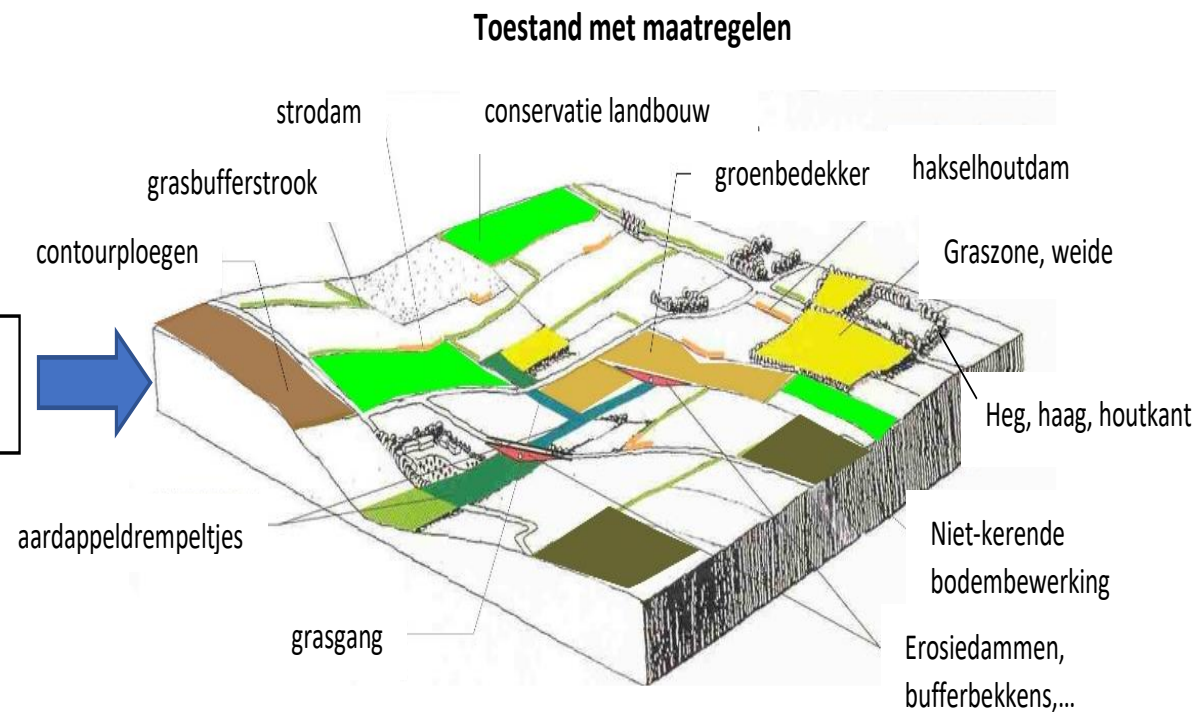 Toestand met maatregelen
strodam
conservatie landbouw
grasbufferstrook
groenbedekker
hakselhoutdam
contourploegen
Graszone, weide
Heg, haag, houtkant
aardappeldrempeltjes
Niet-kerende
bodembewerking
grasgang
Erosiedammen,
bufferbekkens,...